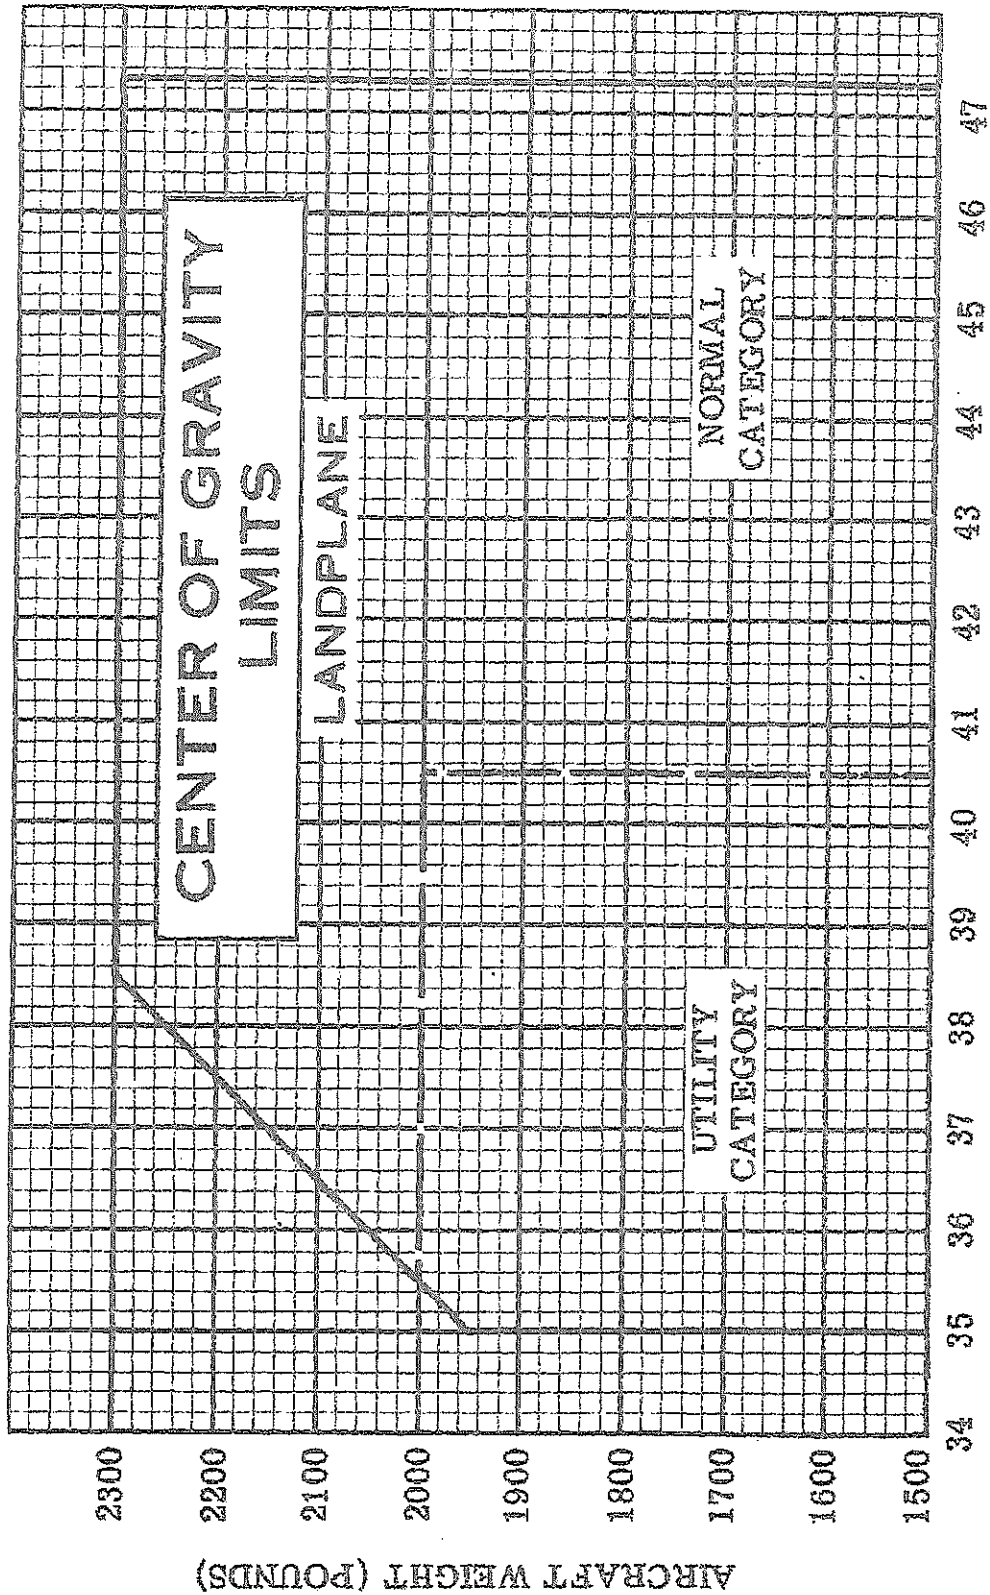 CENTER OF GRAVITY
LIMITS
LANDPLANE
NORMAL
CATEGORY
UTILITY
CATEGORY
AIRCRAFT WEIGHT (POUNDS)
2300
2200
2100
2000
1900
1800
1700
1600
1500
34
35
36
37
38
39
40
41
42
43
44
45
46
47